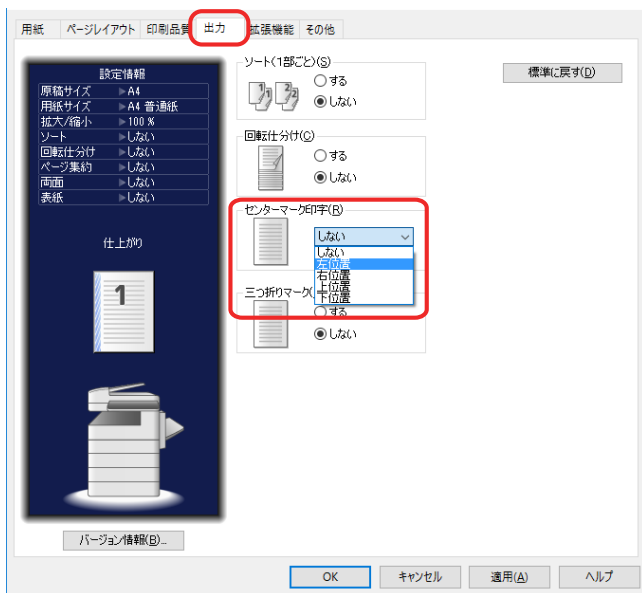 用紙 ページレイアウト 印刷品質 出力 拡張機能 その他
設定情報
原稿サイズ ▶A4
用紙サイズ ▶A4 普通紙
拡大/縮小 ▶100 %
ソート ▶しない
回転仕分け ▶しない
ページ集約 ▶しない
両面 ▶しない
表紙 ▶しない
仕上がり
1
バージョン情報(B)...
ソート(1部ごと)(S)
1 1 2 2
する
しない
回転仕分け(C)
する
しない
センターマーク印字(R)
しない
しない
左位置
右位置
上位置
下位置
三つ折りマーク(
する
しない
標準に戻す(D)
OK キャンセル 適用(A) ヘルプ